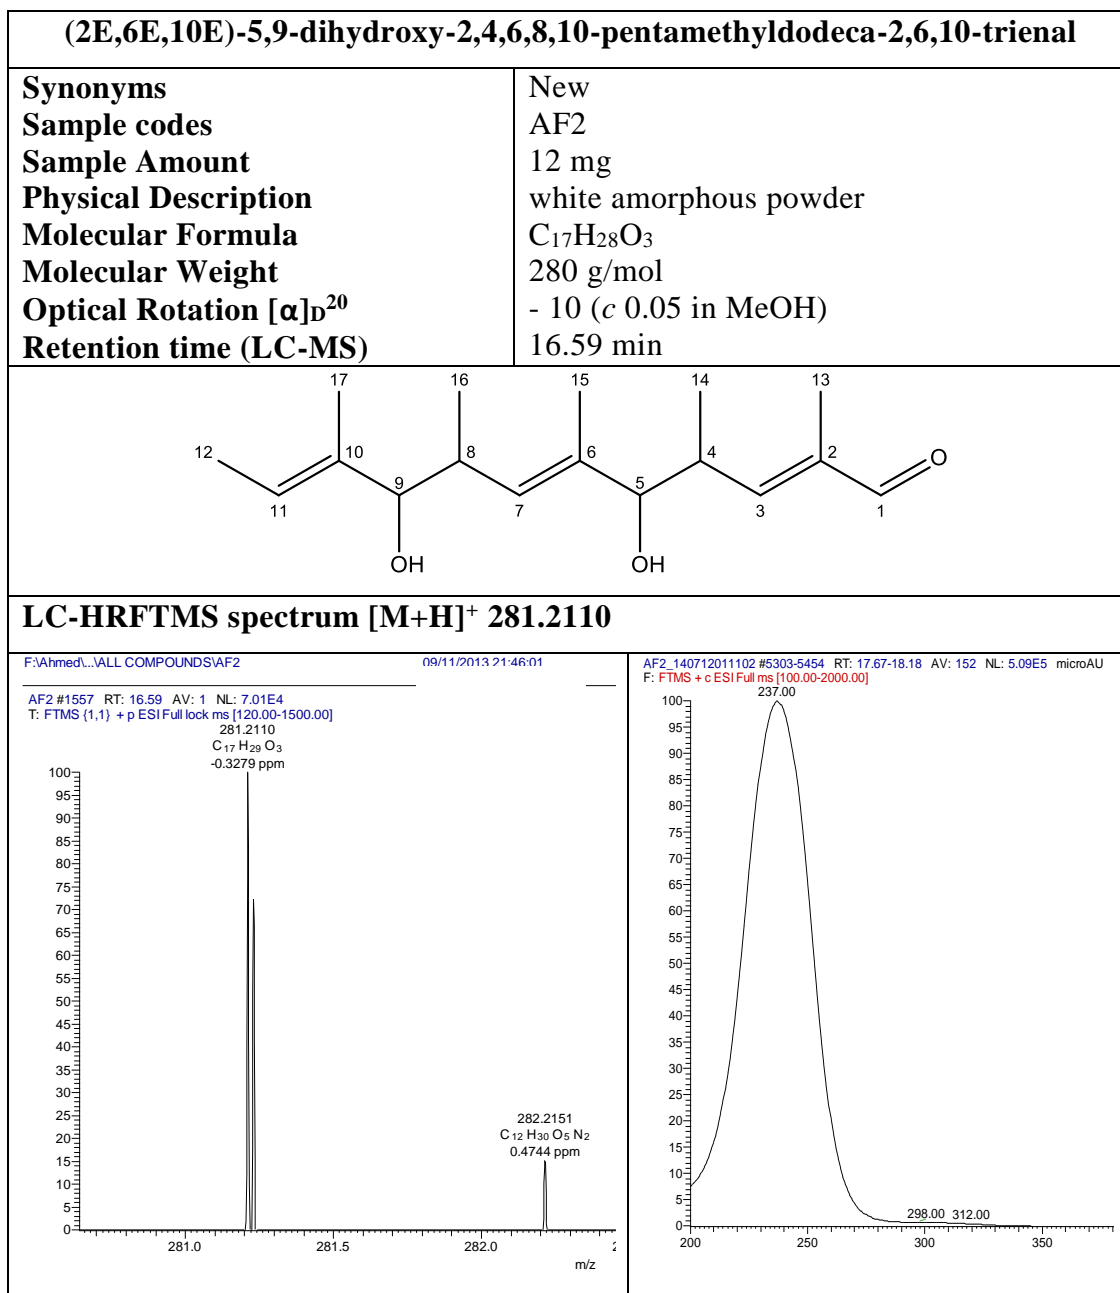 (2E,6E,10E)-5,9-dihydroxy-2,4,6,8,10-pentamethyldodeca-2,6,10-trienal
Synonyms New
Sample codes AF2
Sample Amount 12 mg
Physical Description white amorphous powder
Molecular Formula C17H28O3
Molecular Weight 280 g/mol
Optical Rotation [α]D20 - 10 (c 0.05 in MeOH)
Retention time (LC-MS) 16.59 min
17 16 15 14 13
12 10 8 6 4 2 O
11 9 7 5 3 1
OH OH
LC-HRFTMS spectrum [M+H]+ 281.2110
F:\Ahmed\...\ALL COMPOUNDS\AF2 09/11/2013 21:46:01
AF2 #1557 RT: 16.59 AV: 1 NL: 7.01E4
T: FTMS {1,1} + p ESI Full lock ms [120.00-1500.00]
281.2110
C17 H29 O3
-0.3279 ppm
100
95
90
85
80
75
70
65
60
55
50
45
40
35
30
25
20
15
10
5
0
282.2151
C12 H30 O5 N2
0.4744 ppm
281.0 281.5 282.0
m/z
AF2_140712011102 #5303-5454 RT: 17.67-18.18 AV: 152 NL: 5.09E5 microAU
F: FTMS + c ESI Full ms [100.00-2000.00]
237.00
100
95
90
85
80
75
70
65
60
55
50
45
40
35
30
25
20
15
10
5
0
298.00 312.00
200 250 300 350